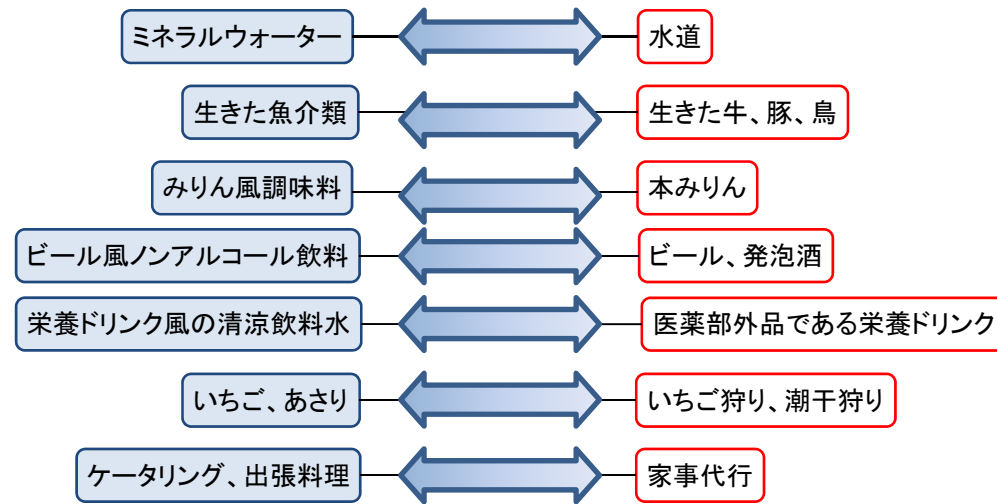 ミネラルウォーター
水道
生きた魚介類
生きた牛、豚、鳥
みりん風調味料
本みりん
ビール風ノンアルコール飲料
ビール、発泡酒
栄養ドリンク風の清涼飲料水
医薬部外品である栄養ドリンク
いちご、あさり
いちご狩り、潮干狩り
ケータリング、出張料理
家事代行